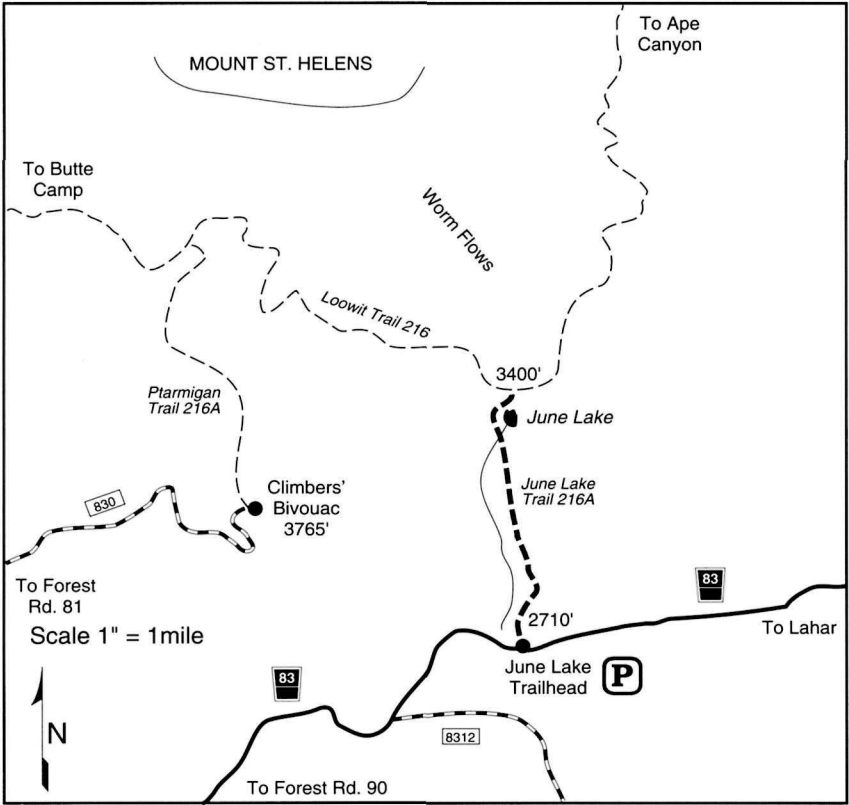 To Ape
Canyon
MOUNT ST. HELENS
To Butte
Camp
Worm Flows
Loowit Trail 216
3400'
Ptarmigan
Trail 216A
June Lake
June Lake
Trail 216A
Climbers'
Bivouac
3765'
830
To Forest
Rd. 81
83
2710'
To Lahar
Scale 1" = 1mile
June Lake
Trailhead
P
83
N
8312
To Forest Rd. 90